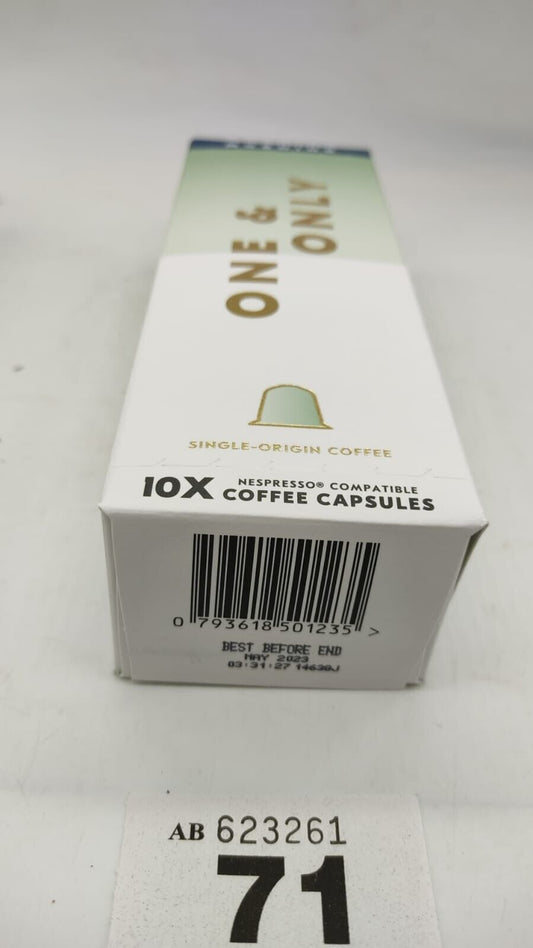 ONE &
ONLY
SINGLE-ORIGIN COFFEE
10X NESPRESSO® COMPATIBLE
COFFEE CAPSULES
0 793618 501235 >
BEST BEFORE END
MAY 2023
03:31:27 14630J
AB 623261
71